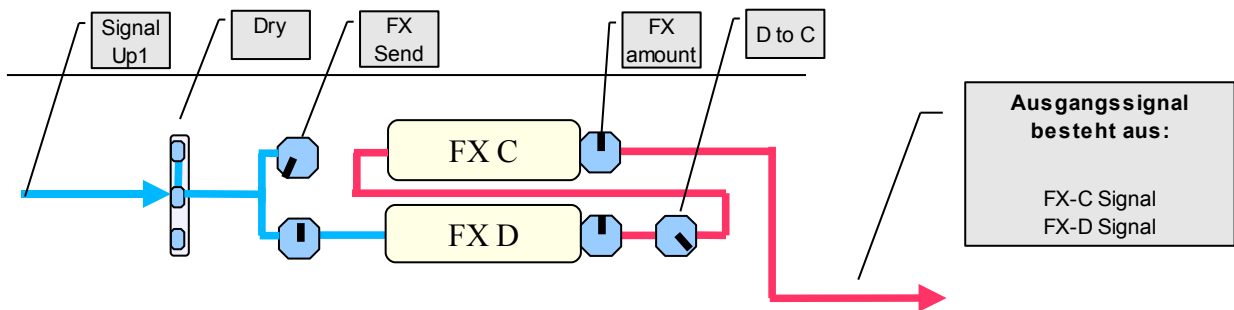 Signal
Up1
Dry
FX
Send
FX
amount
D to C
FX C
FX D
Ausgangssignal
besteht aus:
FX-C Signal
FX-D Signal